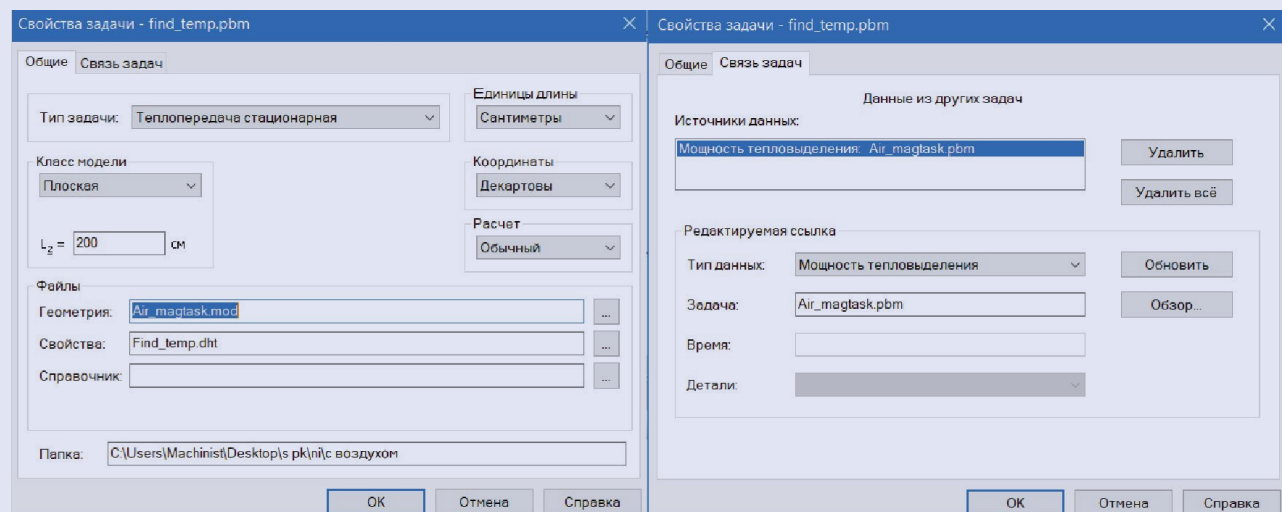 Свойства задачи - find_temp.pbm
Общие Связь задач
Тип задачи: Теплопередача стационарная
Единицы длины
Сантиметры
Класс модели
Плоская
L2 = 200 см
Координаты
Декартовы
Расчет
Обычный
Файлы
Геометрия: Air_magtask.mod ...
Свойства: Find_temp.dht ...
Справочник: ...
Папка: C:\Users\Machinist\Desktop\s pk\ni\с воздухом
ОК Отмена Справка
Свойства задачи - find_temp.pbm
Общие Связь задач
Данные из других задач
Источники данных:
Мощность тепловыделения: Air_magtask.pbm
Удалить
Удалить всё
Редактируемая ссылка
Тип данных: Мощность тепловыделения Обновить
Задача: Air_magtask.pbm Обзор...
Время:
Детали:
ОК Отмена Справка